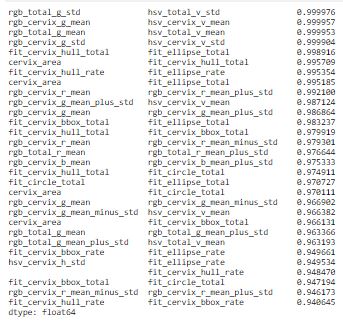 rgb_total_g_std hsv_total_v_std 0.999976
rgb_cervix_g_mean hsv_cervix_v_mean 0.999957
rgb_total_g_mean hsv_total_v_mean 0.999953
rgb_cervix_g_std hsv_cervix_v_std 0.999904
fit_cervix_hull_total fit_ellipse_total 0.998916
cervix_area fit_cervix_hull_total 0.995709
fit_cervix_hull_rate fit_ellipse_rate 0.995354
cervix_area fit_ellipse_total 0.995185
rgb_cervix_r_mean rgb_cervix_r_mean_plus_std 0.992100
rgb_cervix_g_mean_plus_std hsv_cervix_v_mean 0.987124
rgb_cervix_g_mean rgb_cervix_g_mean_plus_std 0.986864
fit_cervix_bbox_total fit_ellipse_total 0.983237
fit_cervix_hull_total fit_cervix_bbox_total 0.979919
rgb_cervix_r_mean rgb_cervix_r_mean_minus_std 0.979301
rgb_total_r_mean rgb_total_r_mean_plus_std 0.976644
rgb_cervix_b_mean rgb_cervix_b_mean_plus_std 0.975333
fit_cervix_hull_total fit_circle_total 0.974911
fit_circle_total fit_ellipse_total 0.970727
cervix_area fit_circle_total 0.970111
rgb_cervix_g_mean rgb_cervix_g_mean_minus_std 0.966902
rgb_cervix_g_mean_minus_std hsv_cervix_v_mean 0.966382
cervix_area fit_cervix_bbox_total 0.966131
rgb_total_g_mean rgb_total_g_mean_plus_std 0.963366
rgb_total_g_mean_plus_std hsv_total_v_mean 0.963193
fit_cervix_bbox_rate fit_ellipse_rate 0.949661
hsv_cervix_h_std fit_ellipse_rate 0.949534
fit_cervix_hull_rate 0.948470
fit_cervix_bbox_total fit_circle_total 0.947194
rgb_cervix_r_mean_minus_std rgb_cervix_r_mean_plus_std 0.946173
fit_cervix_hull_rate fit_cervix_bbox_rate 0.940645
dtype: float64